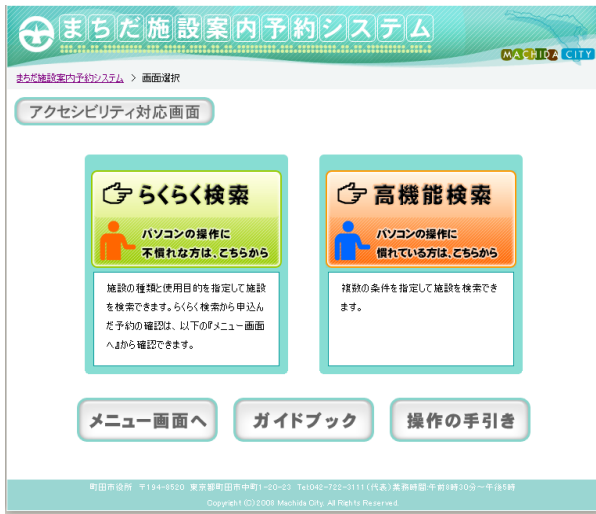 まちだ施設案内予約システム
MACHIDA CITY
まちだ施設案内予約システム > 画面選択
アクセシビリティ対応画面
らくらく検索
パソコンの操作に
不慣れな方は、こちらから
施設の種類と使用目的を指定して施設
を検索できます。らくらく検索から申込ん
だ予約の確認は、以下の『メニュー画面
へ』から確認できます。
高機能検索
パソコンの操作に
慣れている方は、こちらから
複数の条件を指定して施設を検索でき
ます。
メニュー画面へ
ガイドブック
操作の手引き
町田市役所 〒194-8520 東京都町田市中町1-20-23 Tel042-722-3111(代表)業務時間:午前8時30分~午後5時
Copyright (C)2008 Machida City. All Rights Reserved.